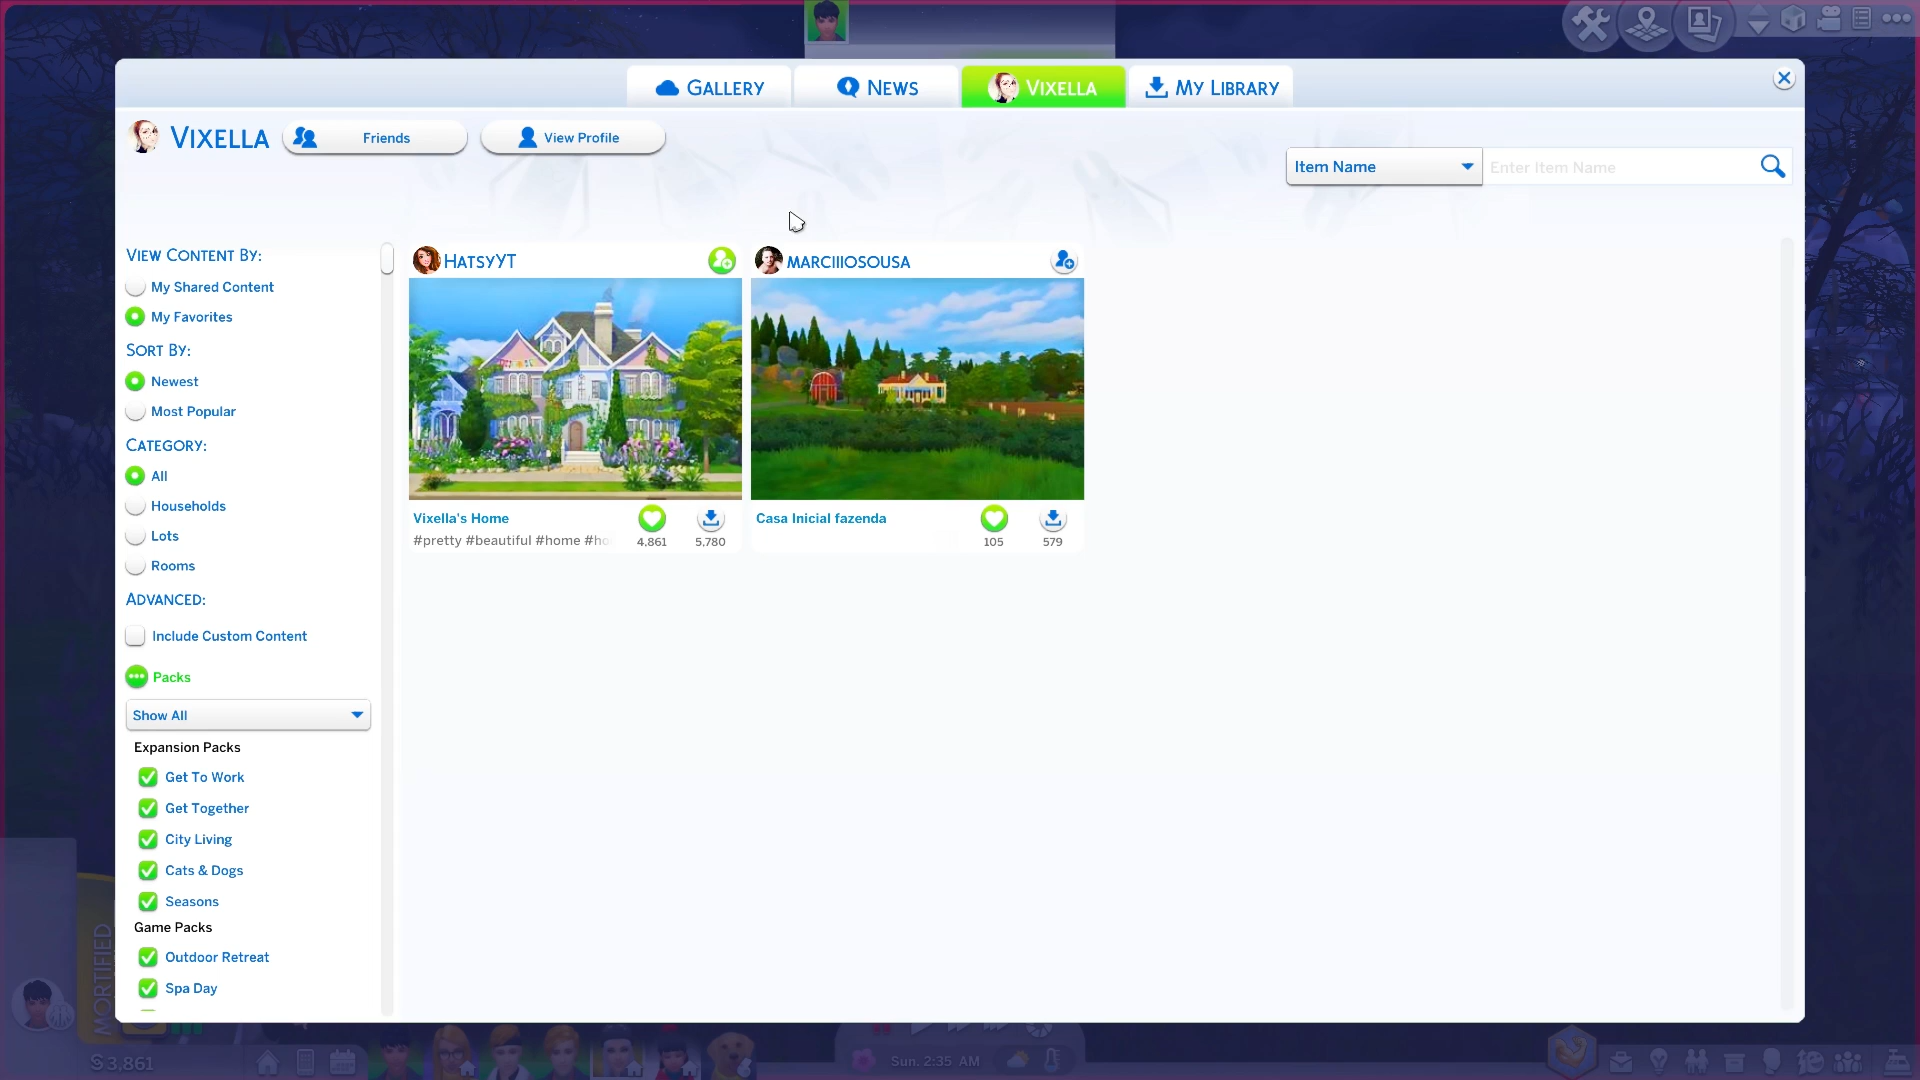 GALLERY
NEWS
VIXELLA
MY LIBRARY
VIXELLA
Friends
View Profile
Item Name
Enter Item Name
VIEW CONTENT BY:
My Shared Content
My Favorites
SORT BY:
Newest
Most Popular
CATEGORY:
All
Households
Lots
Rooms
ADVANCED:
Include Custom Content
Packs
Show All
Expansion Packs
Get To Work
Get Together
City Living
Cats & Dogs
Seasons
Game Packs
Outdoor Retreat
Spa Day
HATSYYT
Vixella's Home
#pretty #beautiful #home #ho
4,861
5,780
MARCIIIOSOUSA
Casa Inicial fazenda
105
579
MORTIFIED
§3,861
Sun. 2:35 AM